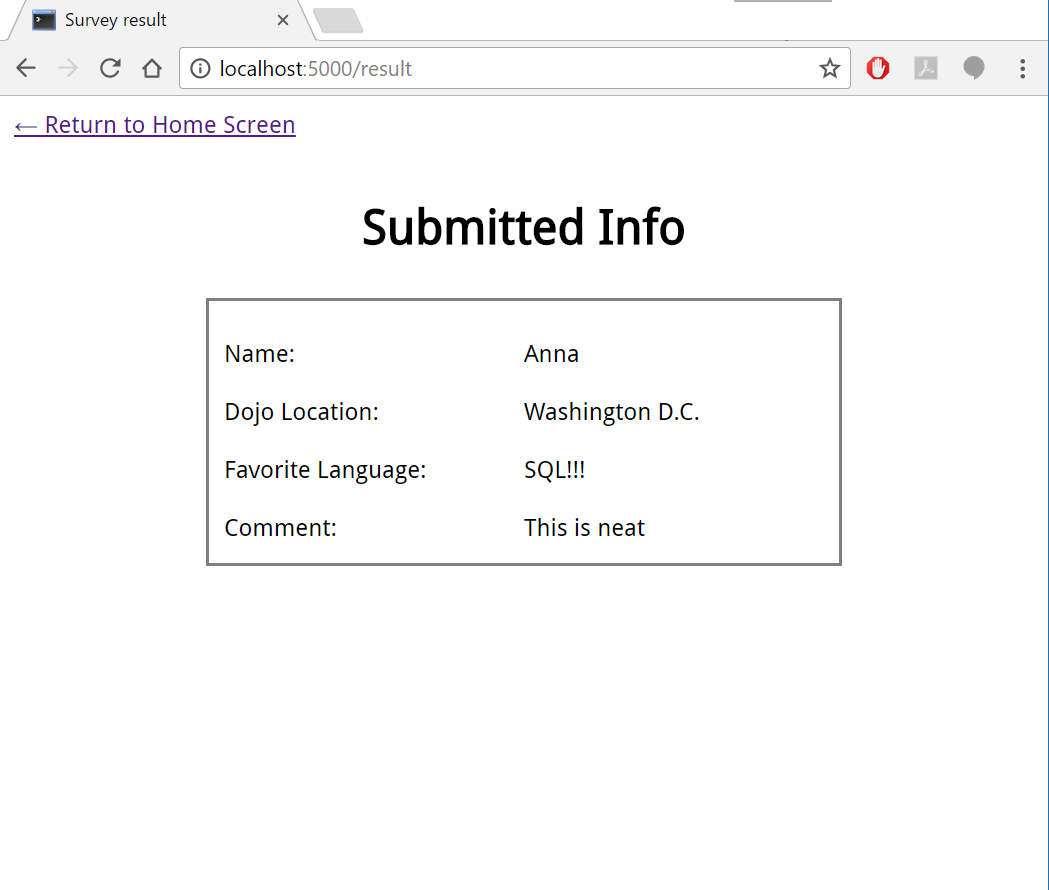 Survey result
localhost:5000/result
← Return to Home Screen
Submitted Info
Name: Anna
Dojo Location: Washington D.C.
Favorite Language: SQL!!!
Comment: This is neat